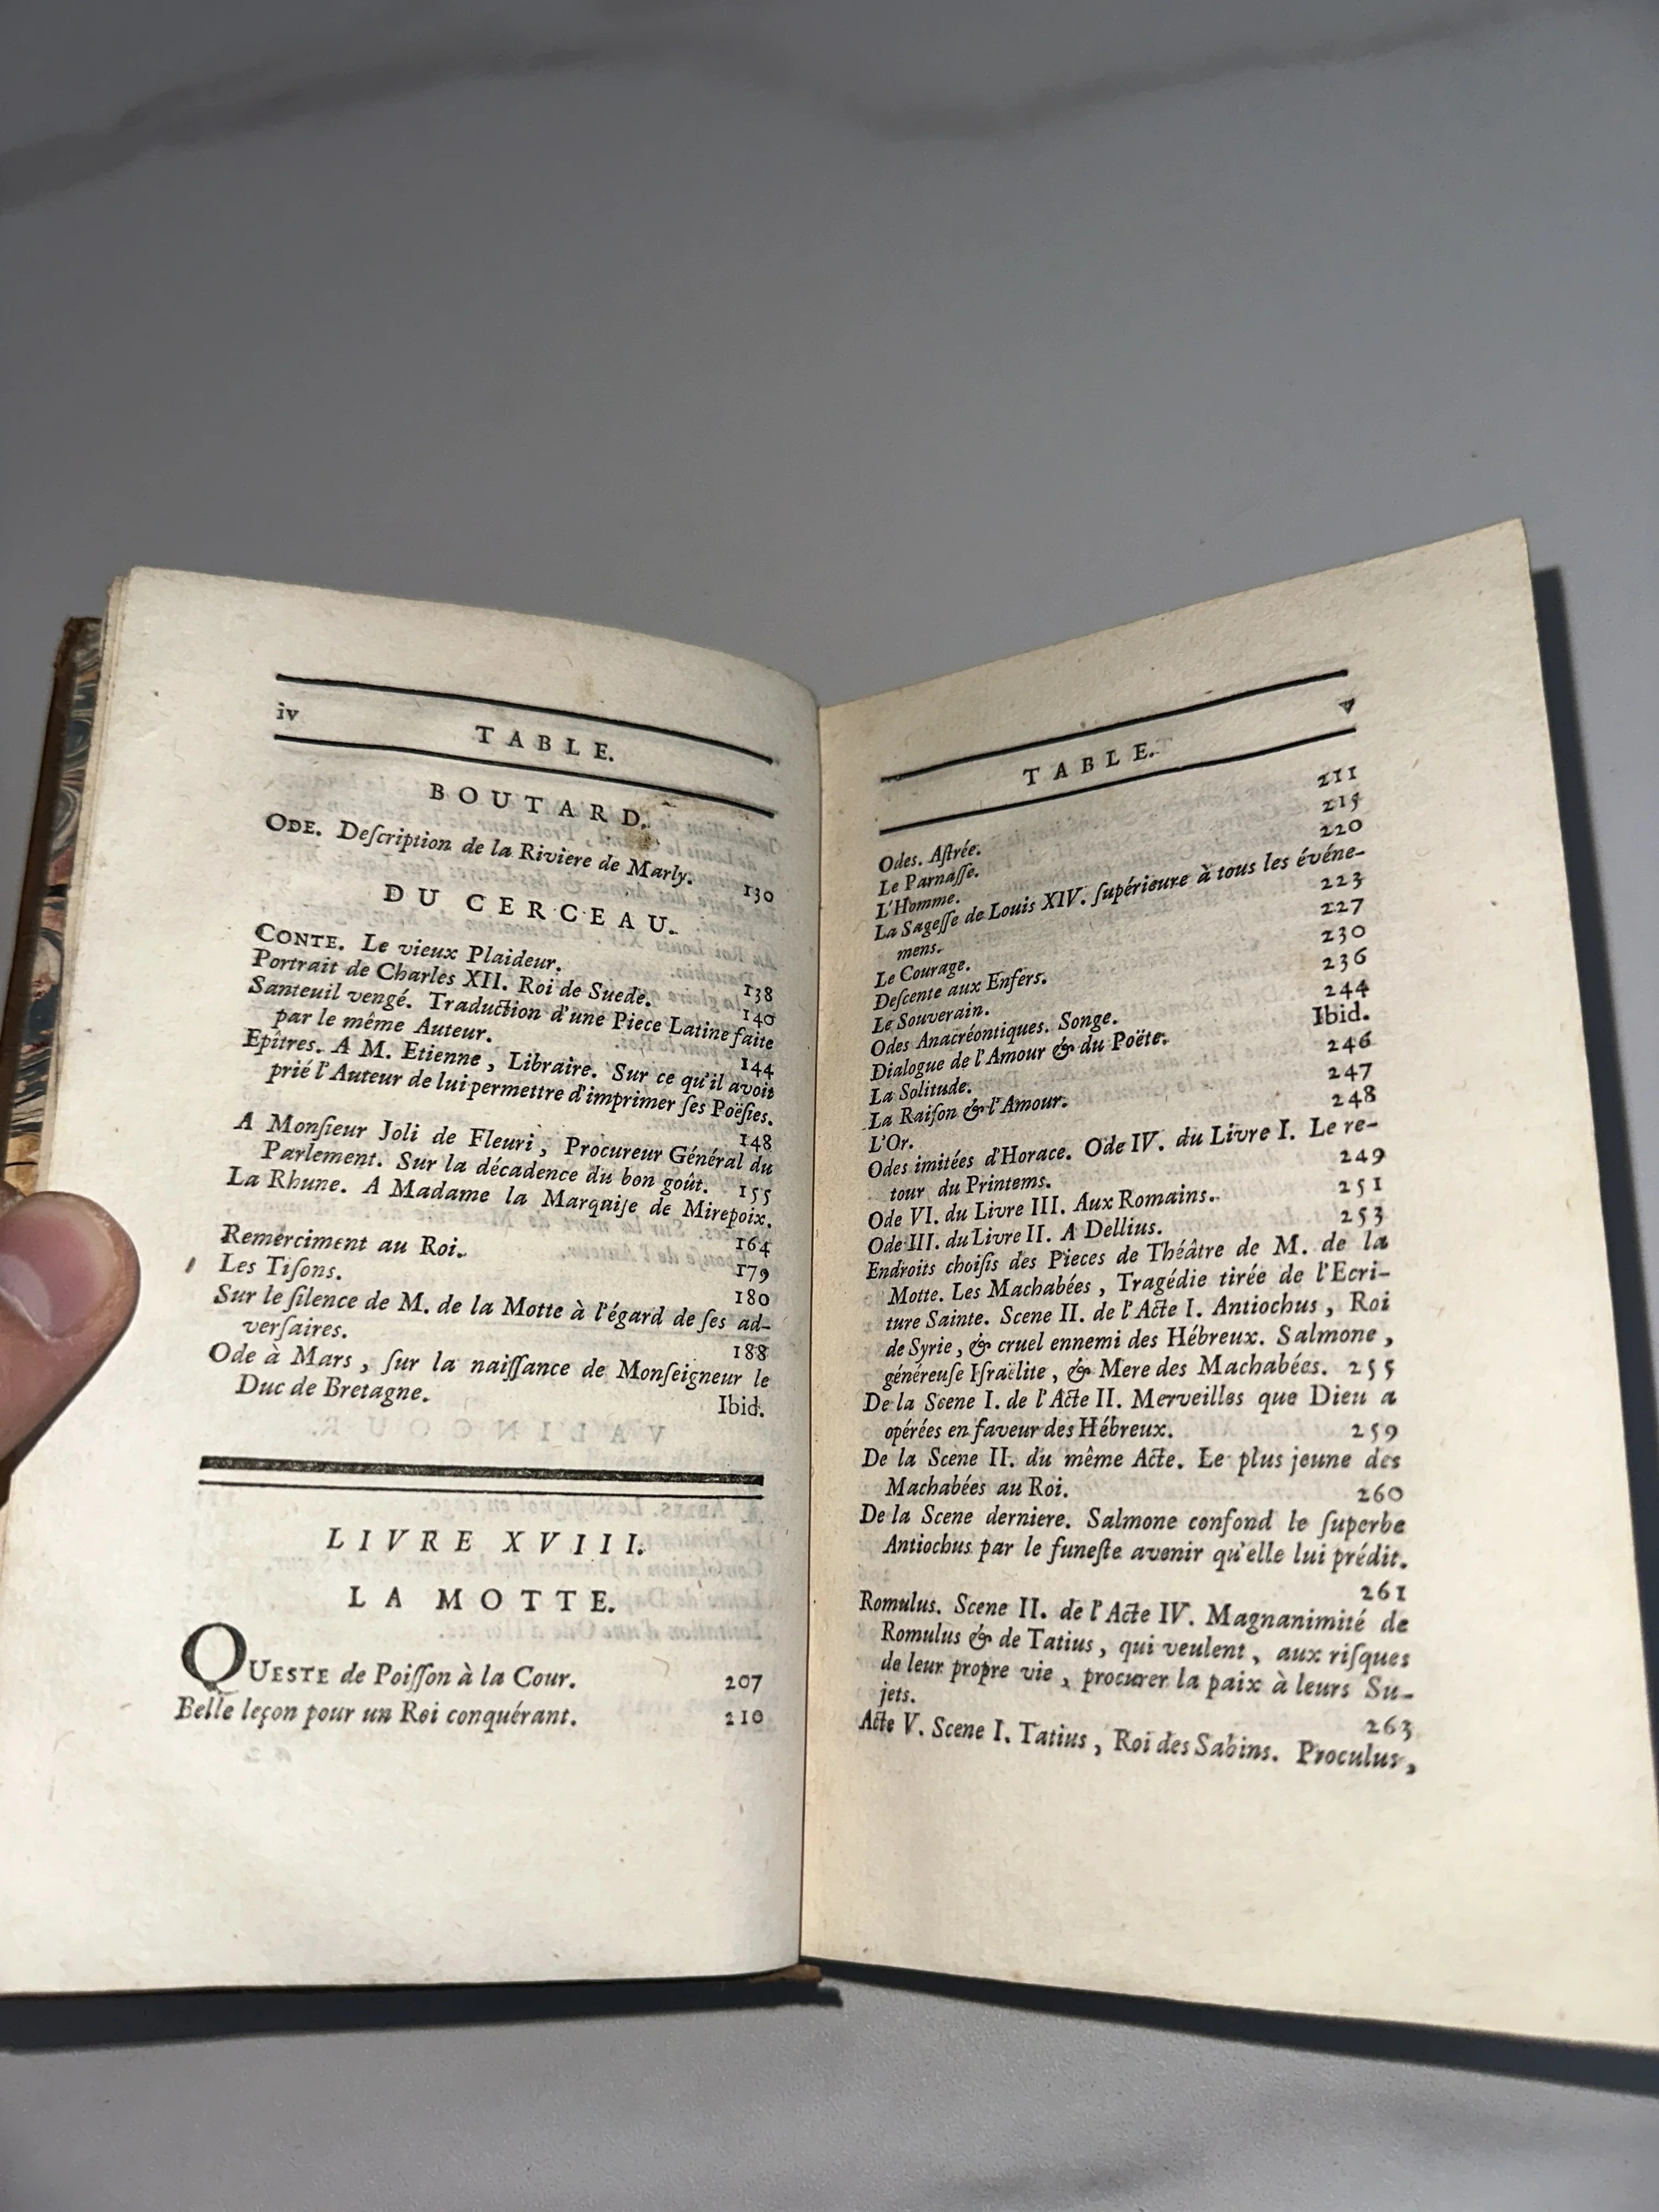 iv
TABLE.
BOUTARD.
ODE. Deſcription de la Riviere de Marly. 130
DU CERCEAU.
CONTE. Le vieux Plaideur. 138
Portrait de Charles XII. Roi de Suede. 140
Santeuil vengé. Traduction d'une Piece Latine faite
par le même Auteur. 144
Epîtres. A M. Etienne, Libraire. Sur ce qu'il avoit
prié l'Auteur de lui permettre d'imprimer ſes Poëſies.
148
A Monſieur Joli de Fleuri, Procureur Général du
Parlement. Sur la décadence du bon goût. 155
La Rhune. A Madame la Marquiſe de Mirepoix.
164
Remerciment au Roi. 179
Les Tiſons. 180
Sur le ſilence de M. de la Motte à l'égard de ſes ad-
verſaires. 188
Ode à Mars, ſur la naiſſance de Monſeigneur le
Duc de Bretagne. Ibid.
LIVRE XVIII.
LA MOTTE.
QUESTE de Poiſſon à la Cour. 207
Belle leçon pour un Roi conquérant. 210
v
TABLE.
Odes. Aſtrée. 211
Le Parnaſſe. 215
L'Homme. 220
La Sageſſe de Louis XIV. ſupérieure à tous les événe-
mens. 223
Le Courage. 227
Deſcente aux Enfers. 230
Le Souverain. 236
Odes Anacréontiques. Songe. 244
Dialogue de l'Amour & du Poëte. Ibid.
La Solitude. 246
La Raiſon & l'Amour. 247
L'Or. 248
Odes imitées d'Horace. Ode IV. du Livre I. Le re-
tour du Printems. 249
Ode VI. du Livre III. Aux Romains. 251
Ode III. du Livre II. A Dellius. 253
Endroits choiſis des Pieces de Théâtre de M. de la
Motte. Les Machabées, Tragédie tirée de l'Ecri-
ture Sainte. Scene II. de l'Acte I. Antiochus, Roi
de Syrie, & cruel ennemi des Hébreux. Salmone,
généreuſe Iſraëlite, & Mere des Machabées. 255
De la Scene I. de l'Acte II. Merveilles que Dieu a
opérées en faveur des Hébreux. 259
De la Scene II. du même Acte. Le plus jeune des
Machabées au Roi. 260
De la Scene derniere. Salmone confond le ſuperbe
Antiochus par le funeſte avenir qu'elle lui prédit.
261
Romulus. Scene II. de l'Acte IV. Magnanimité de
Romulus & de Tatius, qui veulent, aux riſques
de leur propre vie, procurer la paix à leurs Su-
jets. 263
Acte V. Scene I. Tatius, Roi des Sabins. Proculus,